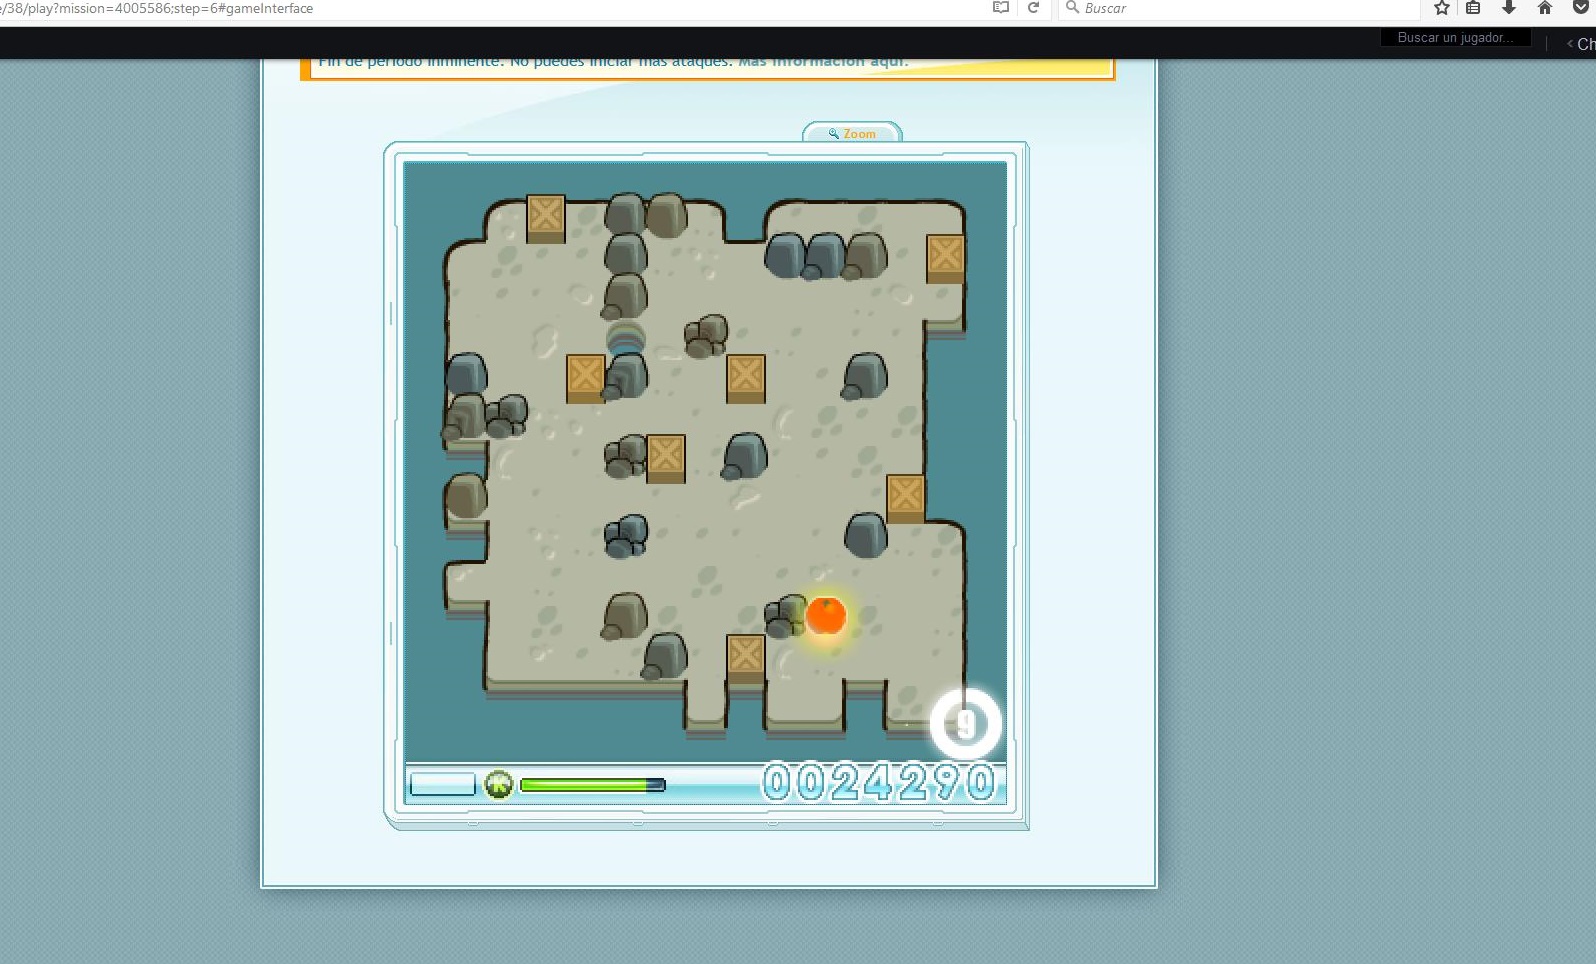 e/38/play?mission=4005586;step=6#gameInterface
Buscar
Buscar un jugador...
< Ch
Fin de período inminente. No puedes iniciar más ataques. Más información aquí.
Zoom
9
K
0024290